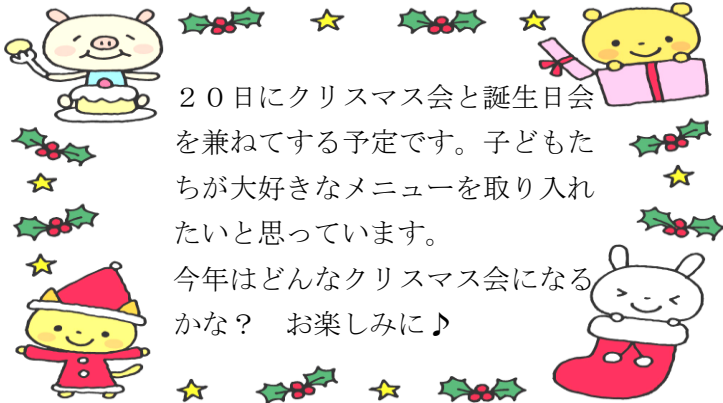 ２０日にクリスマス会と誕生日会
を兼ねてする予定です。子どもた
ちが大好きなメニューを取り入れ
たいと思っています。
今年はどんなクリスマス会になる
かな？　お楽しみに♪